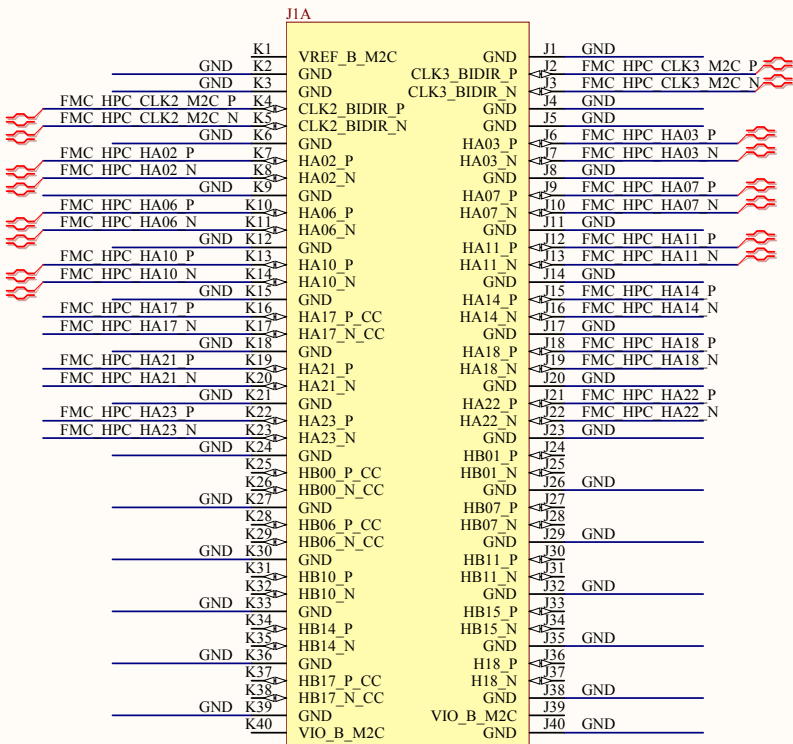 J1A
K1 VREF_B_M2C GND J1 GND
GND K2 GND CLK3_BIDIR_P J2 FMC_HPC_CLK3_M2C_P
GND K3 GND CLK3_BIDIR_N J3 FMC_HPC_CLK3_M2C_N
FMC_HPC_CLK2_M2C_P K4 CLK2_BIDIR_P GND J4 GND
FMC_HPC_CLK2_M2C_N K5 CLK2_BIDIR_N GND J5 GND
GND K6 GND HA03_P J6 FMC_HPC_HA03_P
FMC_HPC_HA02_P K7 HA02_P HA03_N J7 FMC_HPC_HA03_N
FMC_HPC_HA02_N K8 HA02_N GND J8 GND
GND K9 GND HA07_P J9 FMC_HPC_HA07_P
FMC_HPC_HA06_P K10 HA06_P HA07_N J10 FMC_HPC_HA07_N
FMC_HPC_HA06_N K11 HA06_N GND J11 GND
GND K12 GND HA11_P J12 FMC_HPC_HA11_P
FMC_HPC_HA10_P K13 HA10_P HA11_N J13 FMC_HPC_HA11_N
FMC_HPC_HA10_N K14 HA10_N GND J14 GND
GND K15 GND HA14_P J15 FMC_HPC_HA14_P
FMC_HPC_HA17_P K16 HA17_P_CC HA14_N J16 FMC_HPC_HA14_N
FMC_HPC_HA17_N K17 HA17_N_CC GND J17 GND
GND K18 GND HA18_P J18 FMC_HPC_HA18_P
FMC_HPC_HA21_P K19 HA21_P HA18_N J19 FMC_HPC_HA18_N
FMC_HPC_HA21_N K20 HA21_N GND J20 GND
GND K21 GND HA22_P J21 FMC_HPC_HA22_P
FMC_HPC_HA23_P K22 HA23_P HA22_N J22 FMC_HPC_HA22_N
FMC_HPC_HA23_N K23 HA23_N GND J23 GND
GND K24 GND HB01_P J24
K25 HB00_P_CC HB01_N J25
K26 HB00_N_CC GND J26 GND
GND K27 GND HB07_P J27
K28 HB06_P_CC HB07_N J28
K29 HB06_N_CC GND J29 GND
GND K30 GND HB11_P J30
K31 HB10_P HB11_N J31
K32 HB10_N GND J32 GND
GND K33 GND HB15_P J33
K34 HB14_P HB15_N J34
K35 HB14_N GND J35 GND
GND K36 GND H18_P J36
K37 HB17_P_CC H18_N J37
K38 HB17_N_CC GND J38 GND
GND K39 GND VIO_B_M2C J39
K40 VIO_B_M2C GND J40 GND